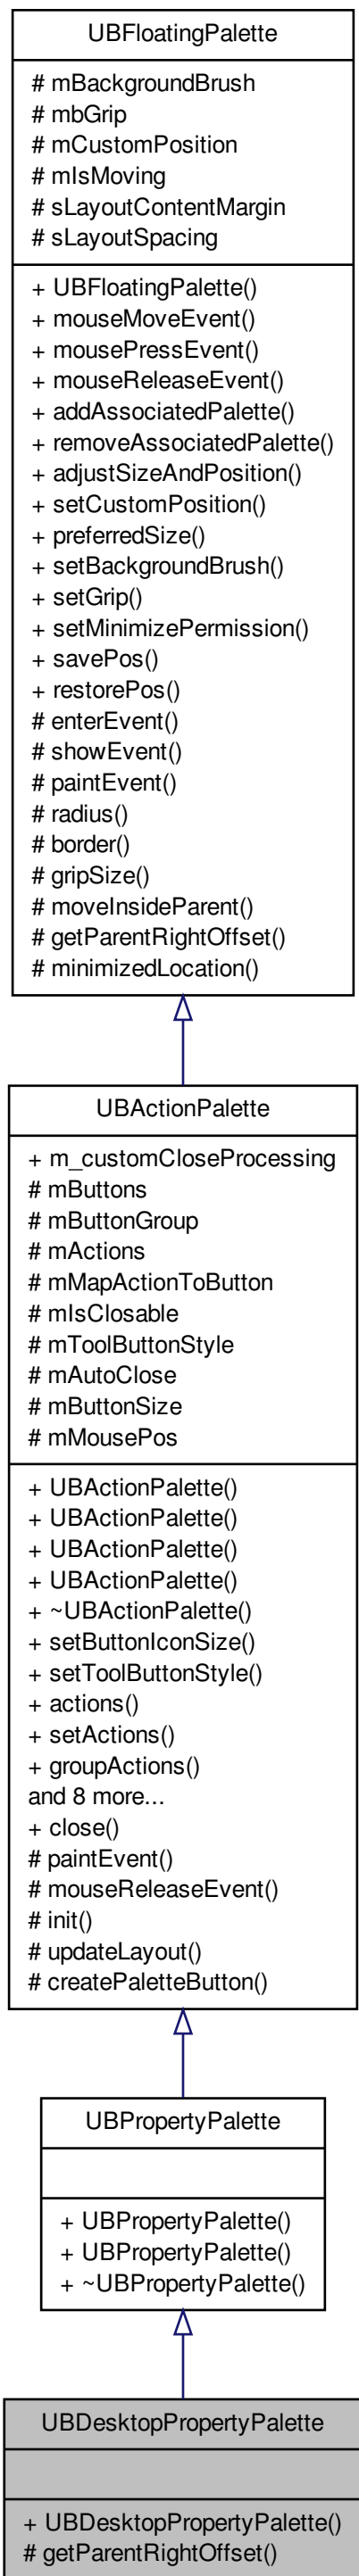 UBFloatingPalette
# mBackgroundBrush
# mbGrip
# mCustomPosition
# mIsMoving
# sLayoutContentMargin
# sLayoutSpacing
+ UBFloatingPalette()
+ mouseMoveEvent()
+ mousePressEvent()
+ mouseReleaseEvent()
+ addAssociatedPalette()
+ removeAssociatedPalette()
+ adjustSizeAndPosition()
+ setCustomPosition()
+ preferredSize()
+ setBackgroundBrush()
+ setGrip()
+ setMinimizePermission()
+ savePos()
+ restorePos()
# enterEvent()
# showEvent()
# paintEvent()
# radius()
# border()
# gripSize()
# moveInsideParent()
# getParentRightOffset()
# minimizedLocation()
UBActionPalette
+ m_customCloseProcessing
# mButtons
# mButtonGroup
# mActions
# mMapActionToButton
# mIsClosable
# mToolButtonStyle
# mAutoClose
# mButtonSize
# mMousePos
+ UBActionPalette()
+ UBActionPalette()
+ UBActionPalette()
+ UBActionPalette()
+ ~UBActionPalette()
+ setButtonIconSize()
+ setToolButtonStyle()
+ actions()
+ setActions()
+ groupActions()
and 8 more...
+ close()
# paintEvent()
# mouseReleaseEvent()
# init()
# updateLayout()
# createPaletteButton()
UBPropertyPalette
+ UBPropertyPalette()
+ UBPropertyPalette()
+ ~UBPropertyPalette()
UBDesktopPropertyPalette
+ UBDesktopPropertyPalette()
# getParentRightOffset()